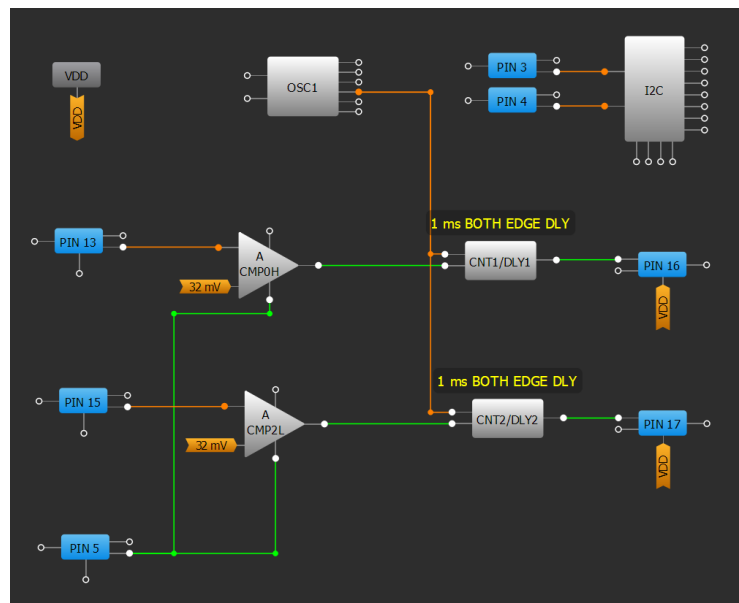 VDD
VDD
OSC1
PIN 3
PIN 4
I2C
1 ms BOTH EDGE DLY
PIN 13
A
CMP0H
32 mV
CNT1/DLY1
PIN 16
VDD
1 ms BOTH EDGE DLY
PIN 15
A
CMP2L
32 mV
CNT2/DLY2
PIN 17
VDD
PIN 5